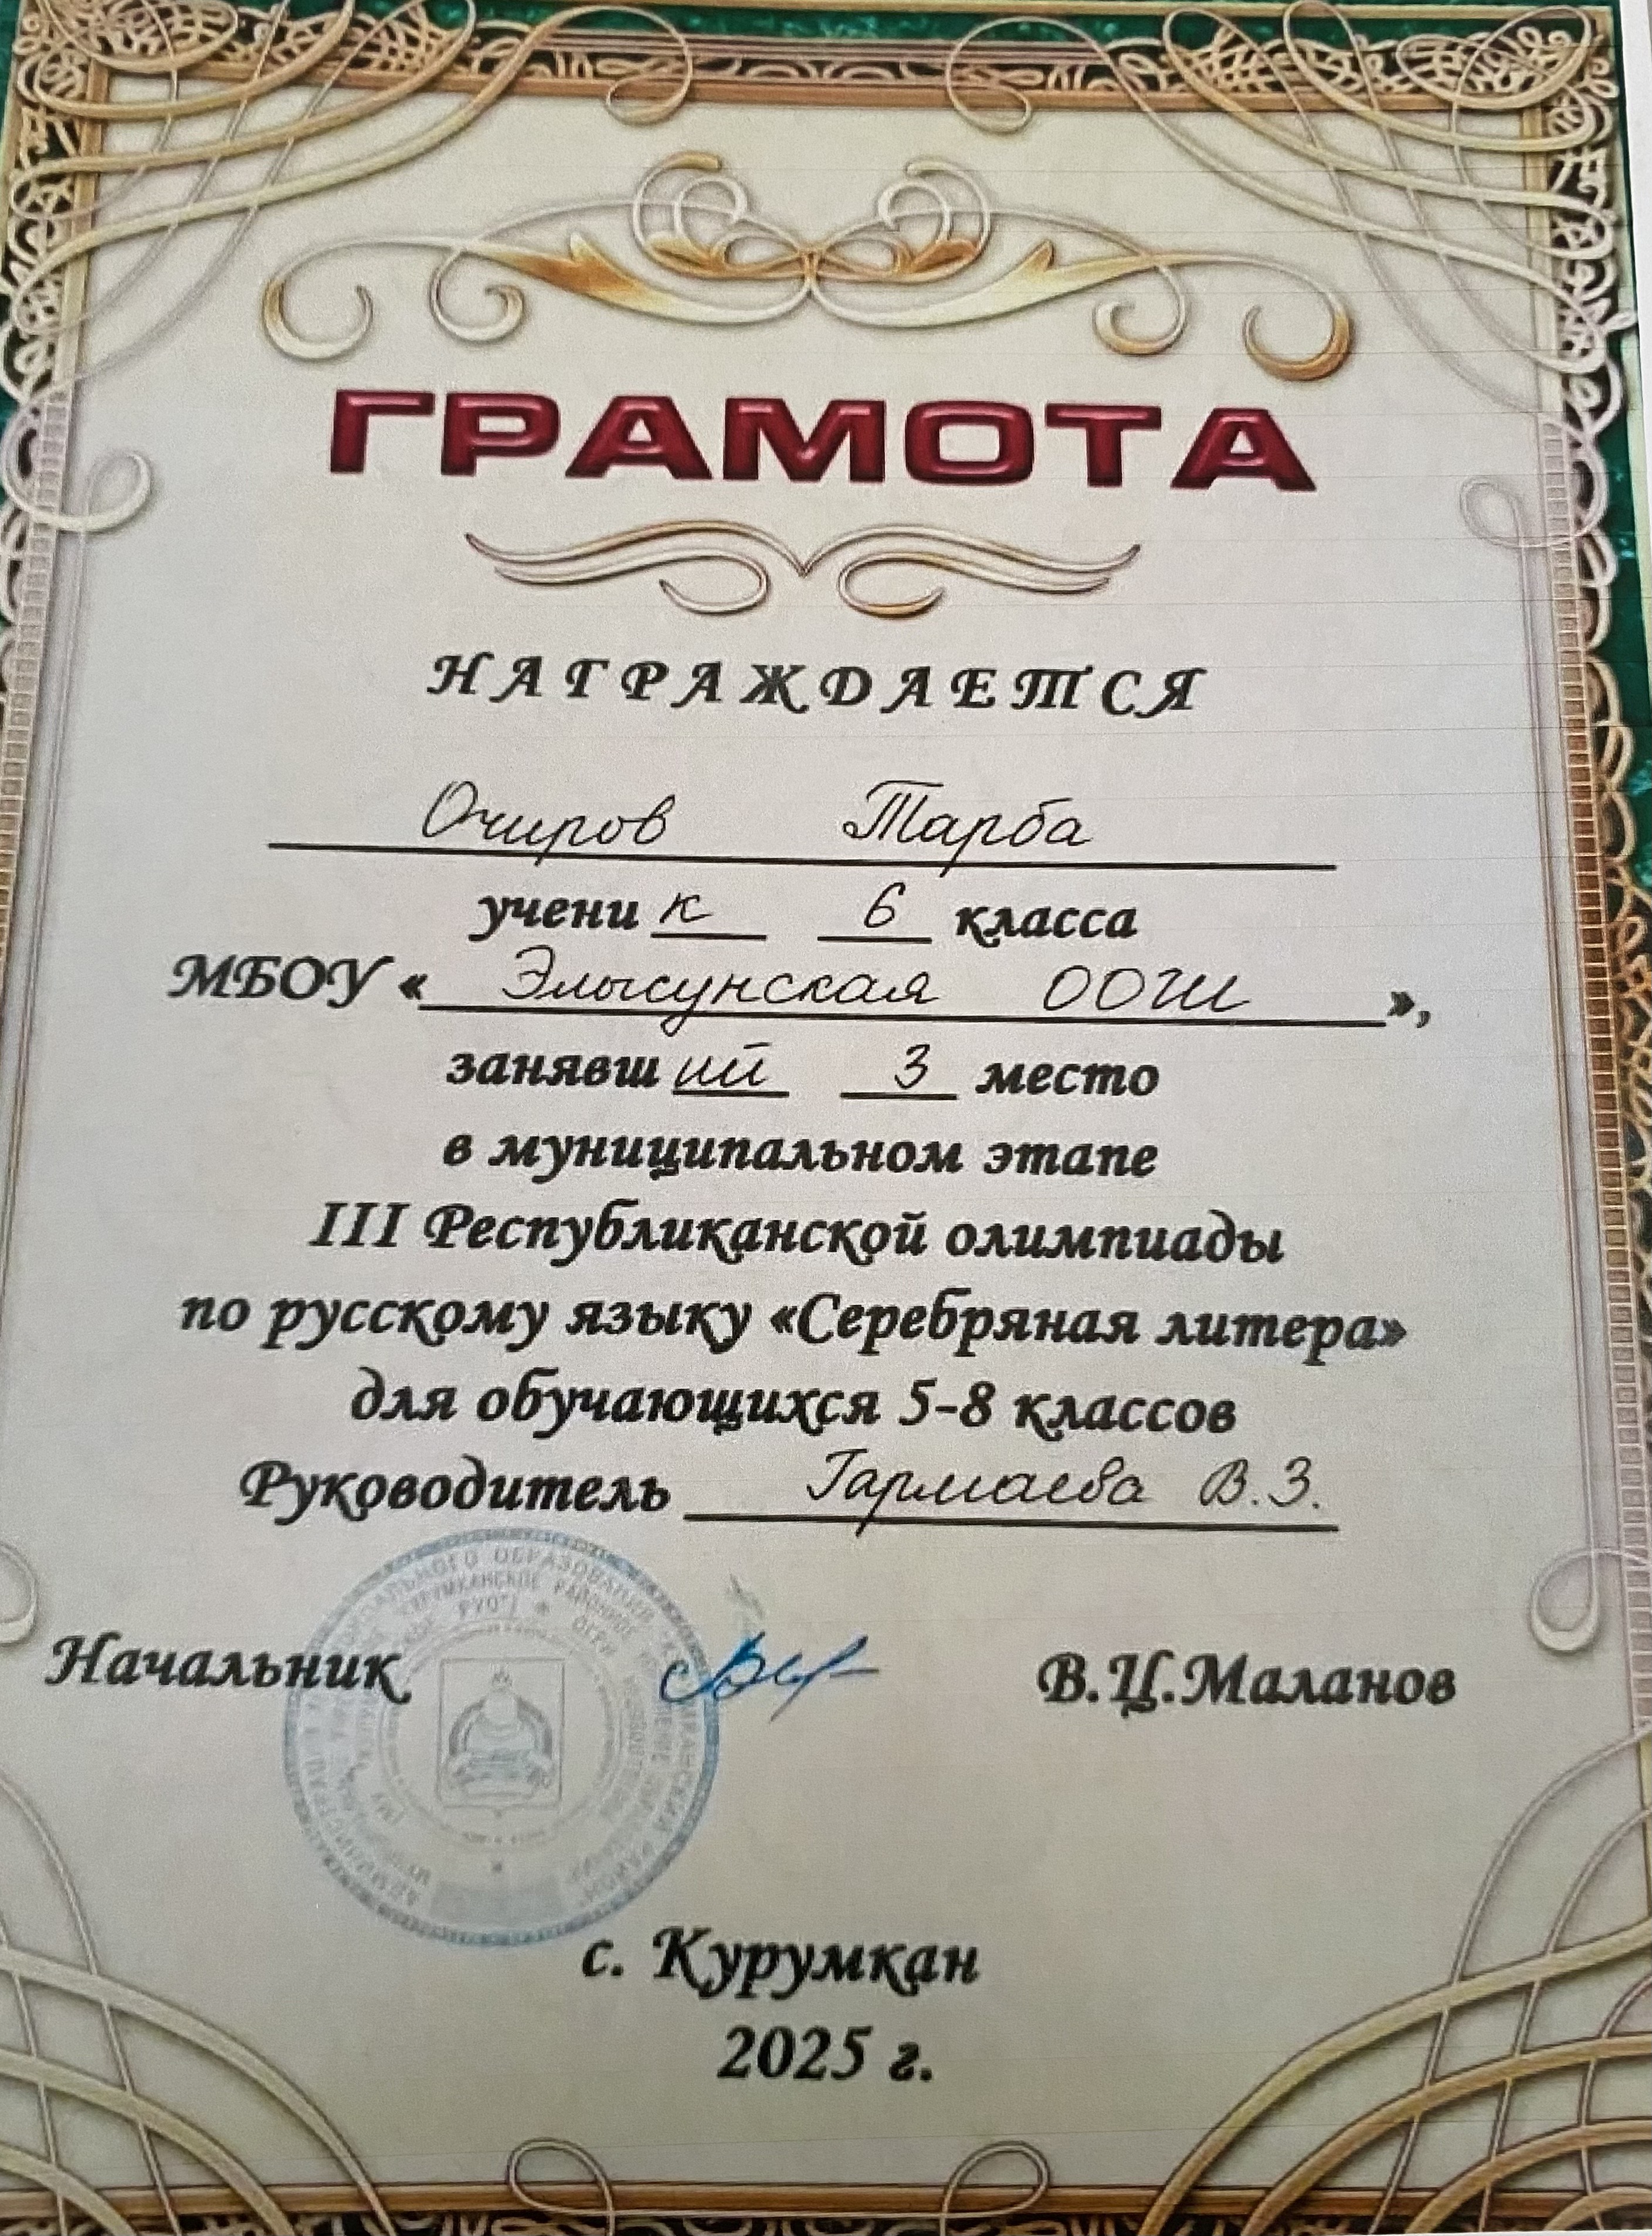 ГРАМОТА
НАГРАЖДАЕТСЯ
Очиров Тарба
ученик 6 класса
МБОУ « Элысунская ООШ »,
занявший 3 место
в муниципальном этапе
III Республиканской олимпиады
по русскому языку «Серебряная литера»
для обучающихся 5-8 классов
Руководитель Гармаева В.З.
Начальник В.Ц.Маланов
с. Курумкан
2025 г.